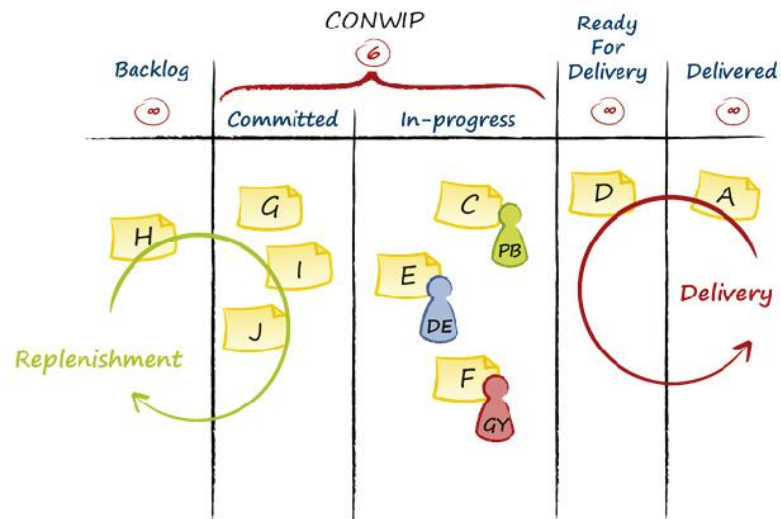 CONWIP
6
Backlog
∞
Committed
In-progress
Ready
For
Delivery
∞
Delivered
∞
H
G
I
J
C
PB
E
DE
F
GY
D
A
Replenishment
Delivery